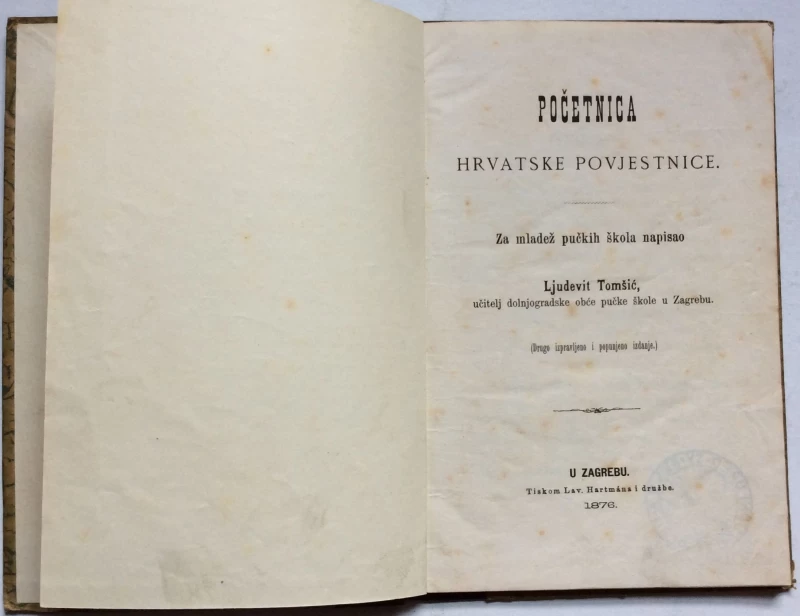 POČETNICA
HRVATSKE POVJESTNICE.
Za mladež pučkih škola napisao
Ljudevit Tomšić,
učitelj dolnjogradske obće pučke škole u Zagrebu.
(Drugo izpravljeno i popunjeno izdanje.)
U ZAGREBU.
Tiskom Lav. Hartmána i družbe.
1876.